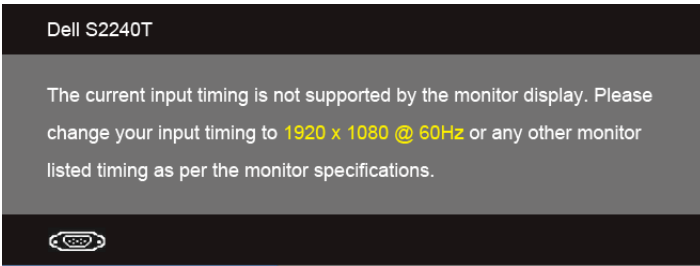 Dell S2240T
The current input timing is not supported by the monitor display. Please
change your input timing to 1920 x 1080 @ 60Hz or any other monitor
listed timing as per the monitor specifications.